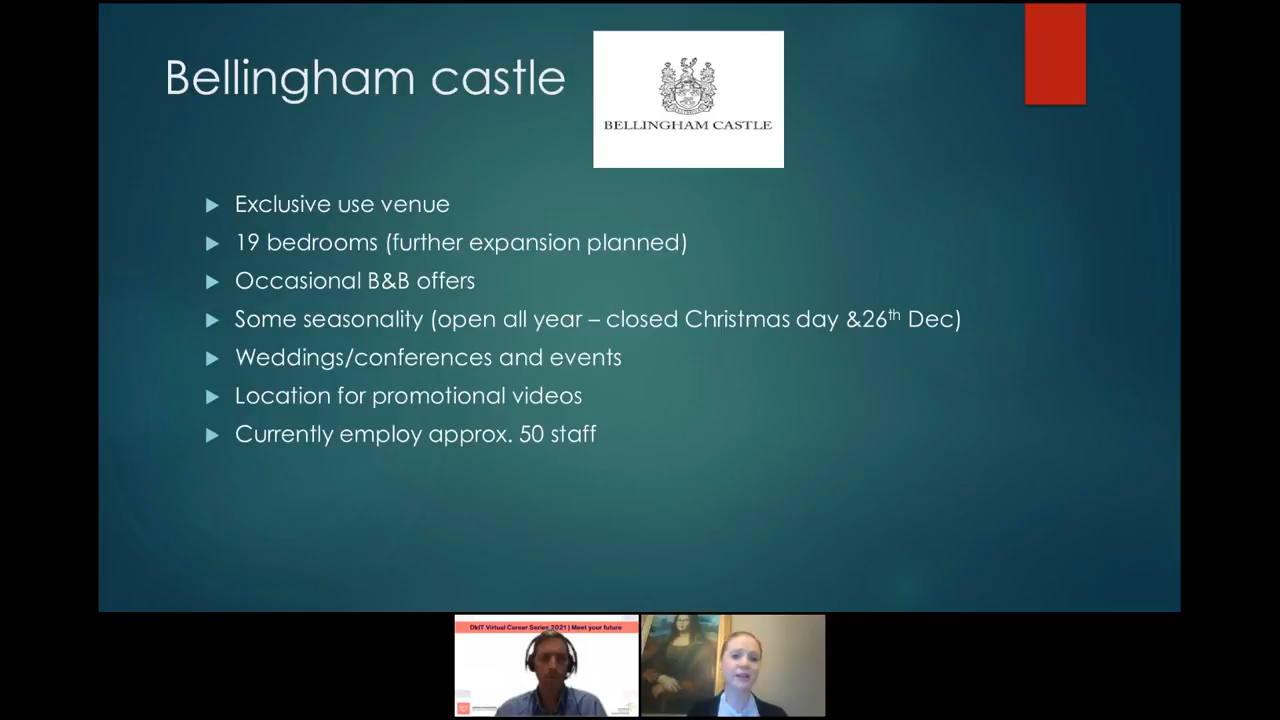 Bellingham castle
BELLINGHAM CASTLE
Exclusive use venue
19 bedrooms (further expansion planned)
Occasional B&B offers
Some seasonality (open all year – closed Christmas day &26th Dec)
Weddings/conferences and events
Location for promotional videos
Currently employ approx. 50 staff
DkIT Virtual Career Series 2021 | Meet your future